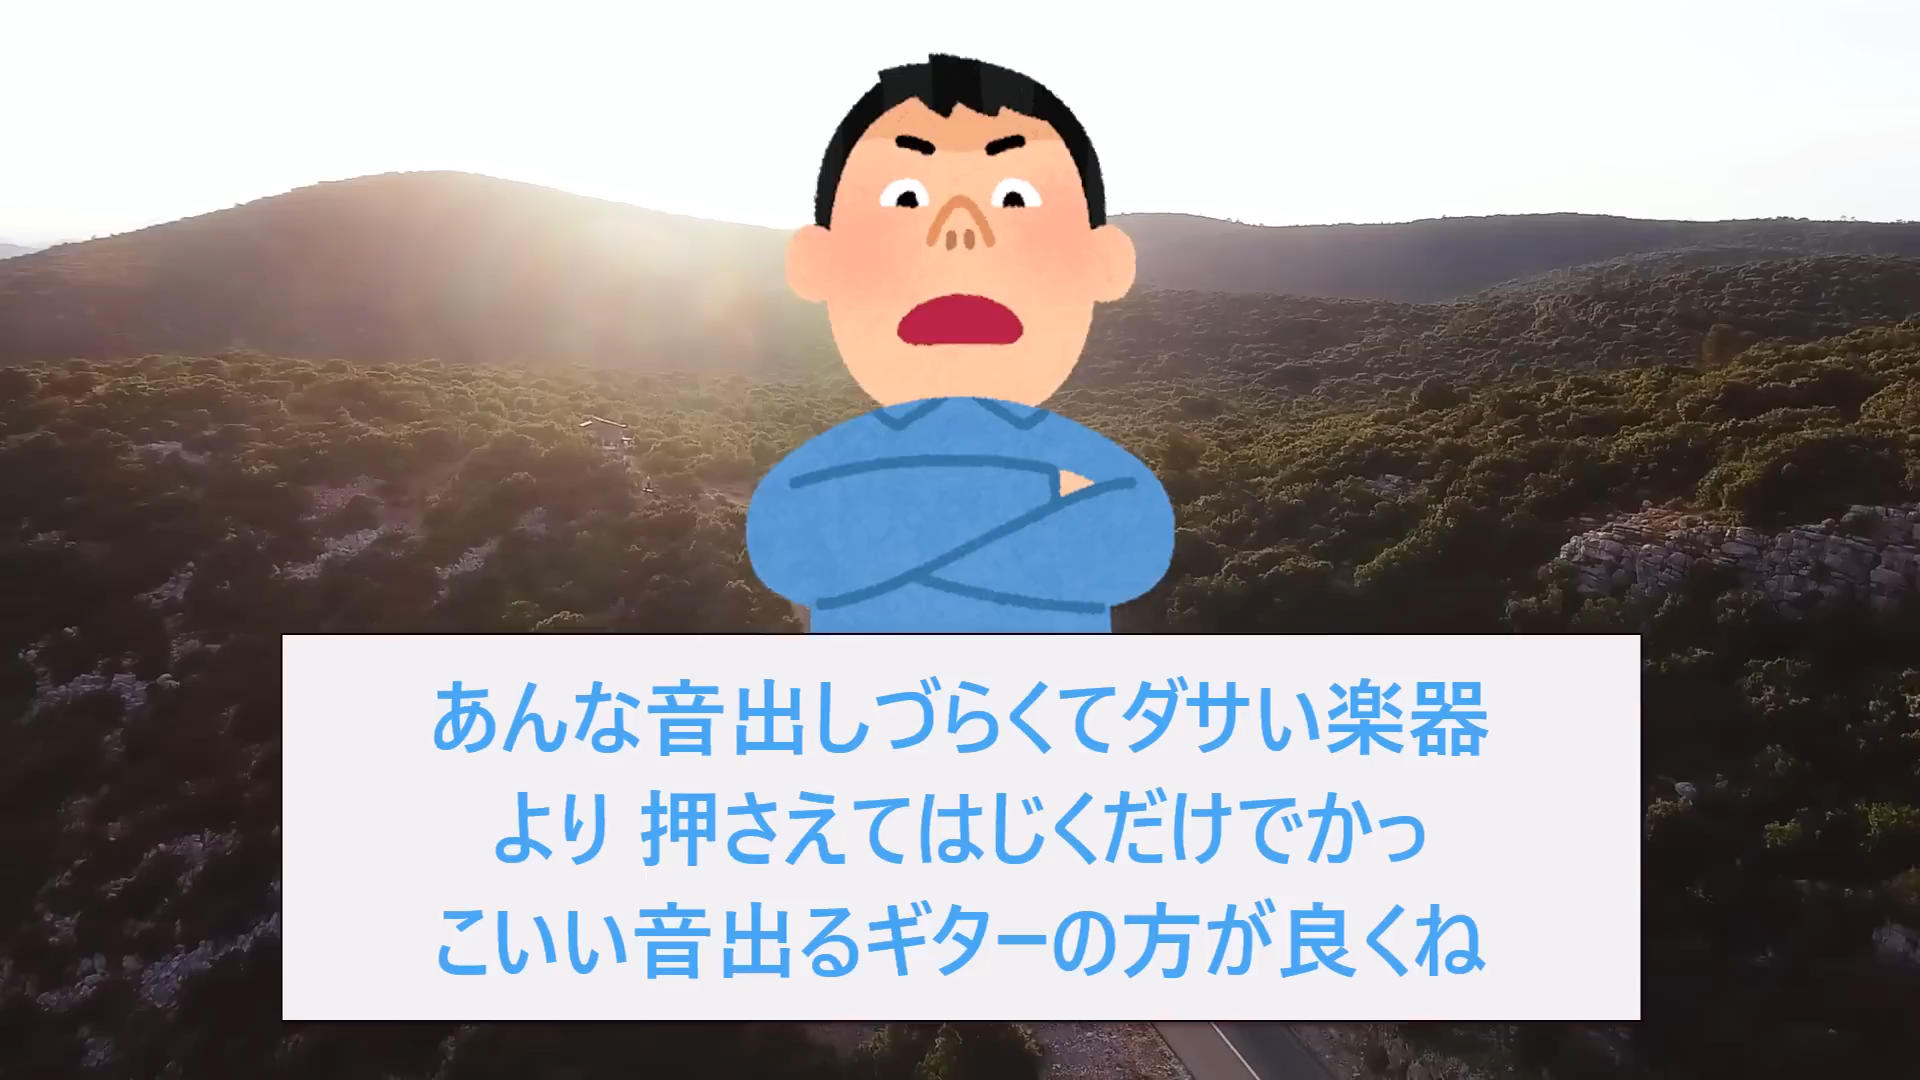 あんな音出しづらくてダサい楽器
より 押さえてはじくだけでかっ
こいい音出るギターの方が良くね